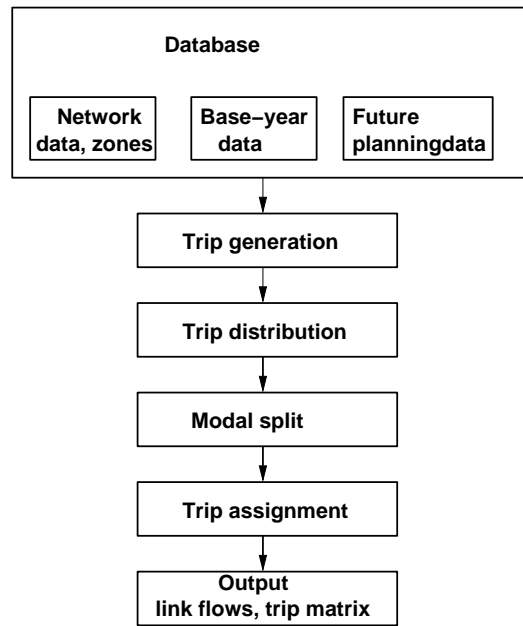 Database
Network
data, zones
Base–year
data
Future
planningdata
Trip generation
Trip distribution
Modal split
Trip assignment
Output
link flows, trip matrix